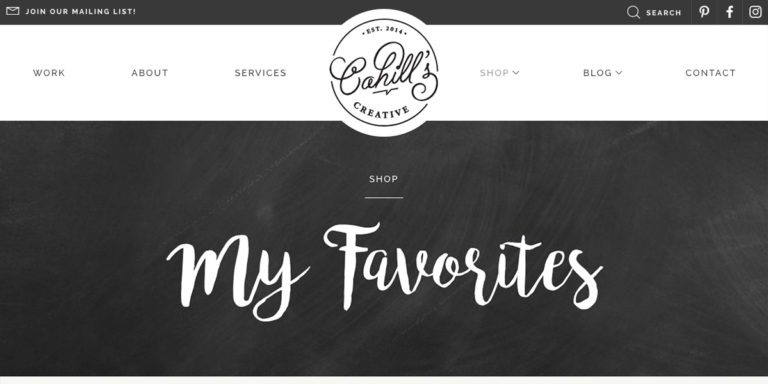 JOIN OUR MAILING LIST!
SEARCH
WORK
ABOUT
SERVICES
• EST. 2014 •
Cahill's
CREATIVE
SHOP
BLOG
CONTACT
SHOP
My Favorites